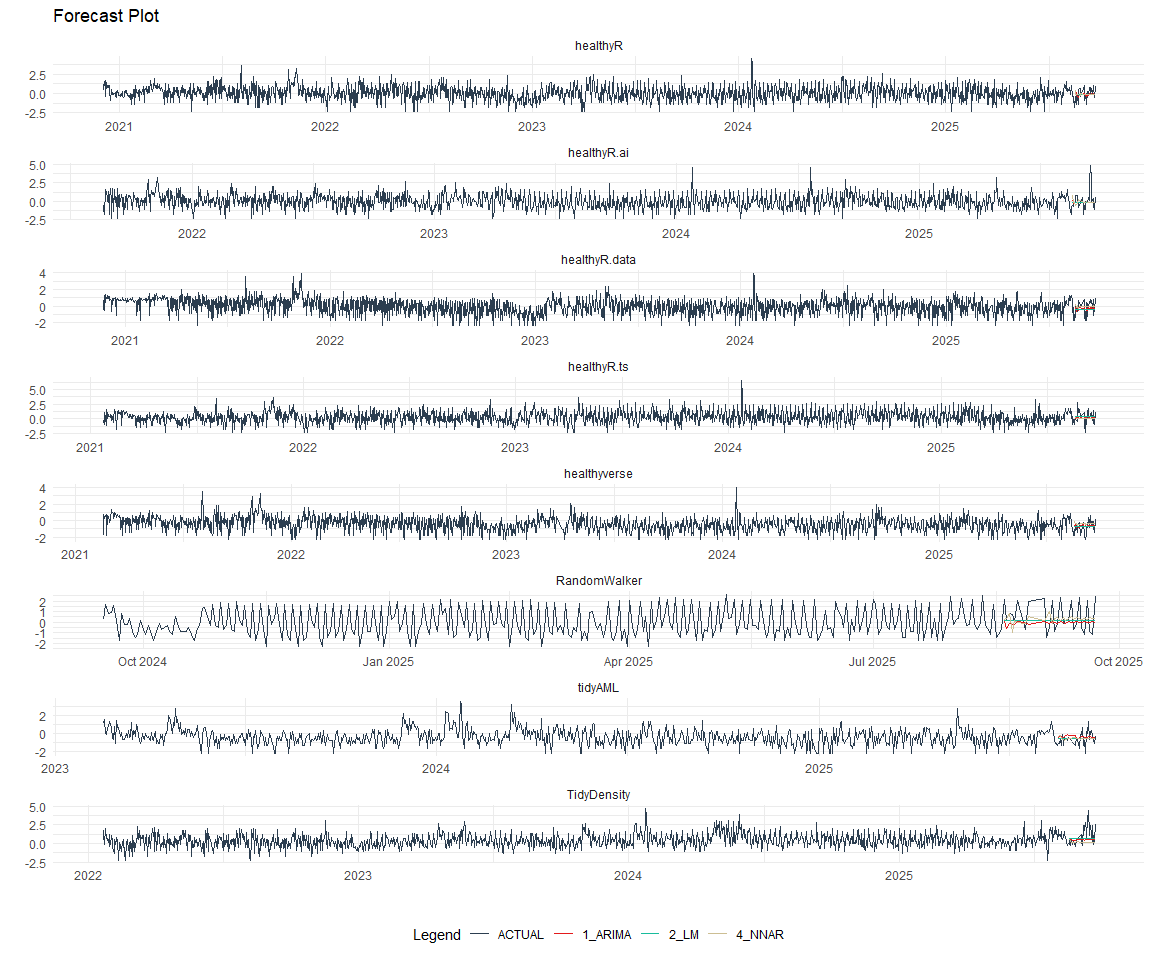 Forecast Plot
healthyR
2.5
0.0
-2.5
2021 2022 2023 2024 2025
healthyR.ai
5.0
2.5
0.0
-2.5
2022 2023 2024 2025
healthyR.data
4
2
0
-2
2021 2022 2023 2024 2025
healthyR.ts
5.0
2.5
0.0
-2.5
2021 2022 2023 2024 2025
healthyverse
4
2
0
-2
2021 2022 2023 2024 2025
RandomWalker
2
1
0
-1
-2
Oct 2024 Jan 2025 Apr 2025 Jul 2025 Oct 2025
tidyAML
2
0
-2
2023 2024 2025
TidyDensity
5.0
2.5
0.0
-2.5
2022 2023 2024 2025
Legend ACTUAL 1_ARIMA 2_LM 4_NNAR